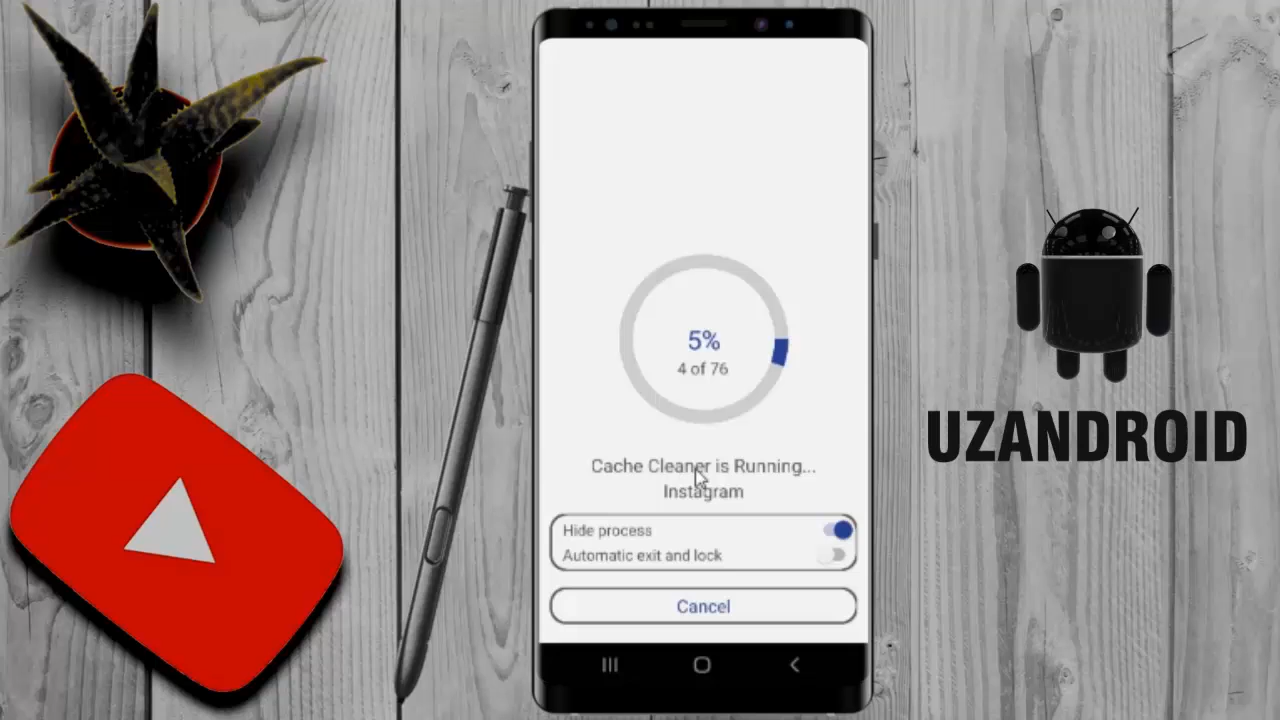 5%
4 of 76
Cache Cleaner is Running...
Instagram
Hide process
Automatic exit and lock
Cancel
UZANDROID